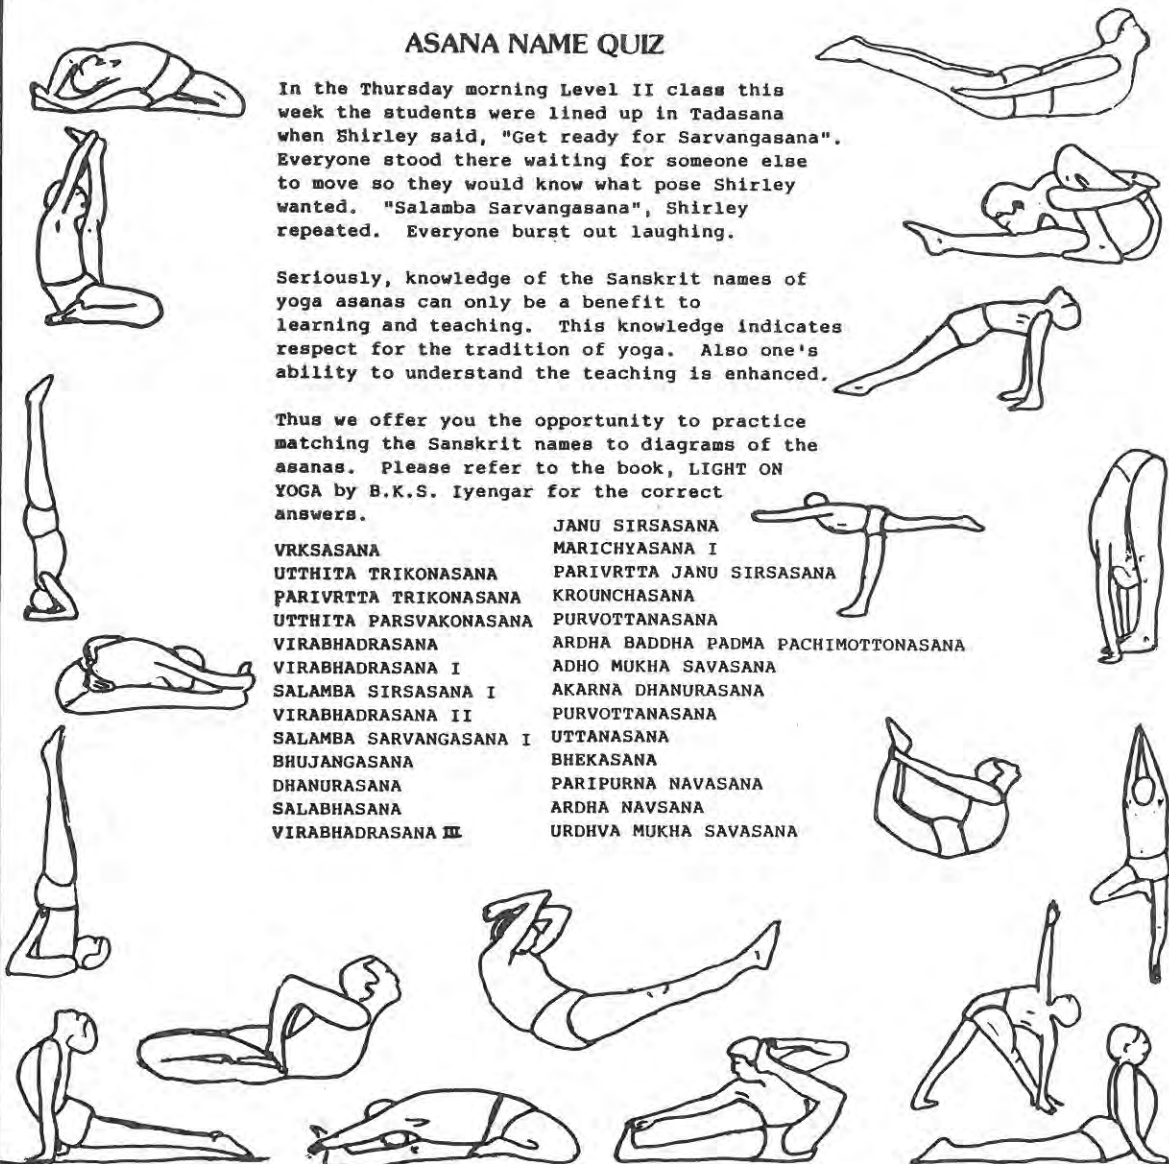 ASANA NAME QUIZ
In the Thursday morning Level II class this
week the students were lined up in Tadasana
when Shirley said, "Get ready for Sarvangasana".
Everyone stood there waiting for someone else
to move so they would know what pose Shirley
wanted. "Salamba Sarvangasana", Shirley
repeated. Everyone burst out laughing.
Seriously, knowledge of the Sanskrit names of
yoga asanas can only be a benefit to
learning and teaching. This knowledge indicates
respect for the tradition of yoga. Also one's
ability to understand the teaching is enhanced.
Thus we offer you the opportunity to practice
matching the Sanskrit names to diagrams of the
asanas. Please refer to the book, LIGHT ON
YOGA by B.K.S. Iyengar for the correct
answers.
VRKSASANA
UTTHITA TRIKONASANA
PARIVRTTA TRIKONASANA
UTTHITA PARSVAKONASANA
VIRABHADRASANA
VIRABHADRASANA I
SALAMBA SIRSASANA I
VIRABHADRASANA II
SALAMBA SARVANGASANA I
BHUJANGASANA
DHANURASANA
SALABHASANA
VIRABHADRASANA III
JANU SIRSASANA
MARICHYASANA I
PARIVRTTA JANU SIRSASANA
KROUNCHASANA
PURVOTTANASANA
ARDHA BADDHA PADMA PACHIMOTTONASANA
ADHO MUKHA SAVASANA
AKARNA DHANURASANA
PURVOTTANASANA
UTTANASANA
BHEKASANA
PARIPURNA NAVASANA
ARDHA NAVSANA
URDHVA MUKHA SAVASANA